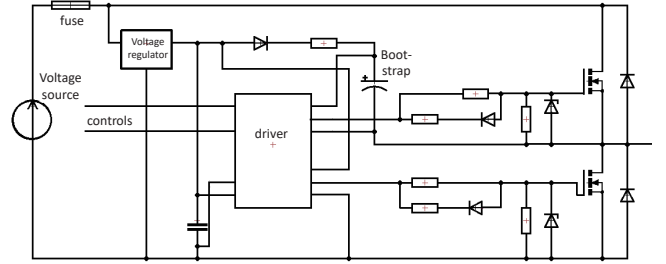 fuse
Voltage
regulator
Boot-
strap
Voltage
source
controls
driver